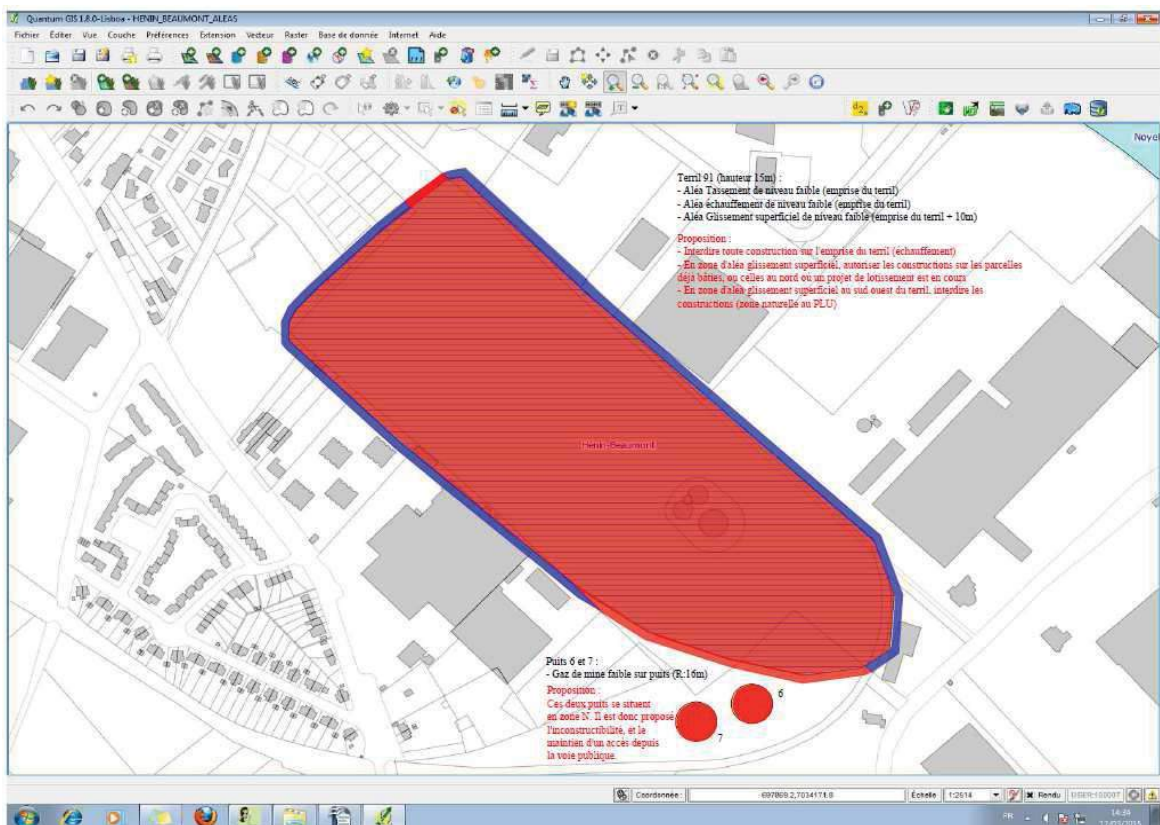 Quantum GIS 1.8.0-Lisboa - HENIN_BEAUMONT_ALEAS
Fichier Éditer Vue Couche Préférences Extension Vecteur Raster Base de donnée Internet Aide
Noyel
Terril 91 (hauteur 15m) :
- Aléa Tassement de niveau faible (emprise du terril)
- Aléa échauffement de niveau faible (emprise du terril)
- Aléa Glissement superficiel de niveau faible (emprise du terril + 10m)
Proposition :
- Interdire toute construction sur l'emprise du terril (échauffement)
- En zone d'aléa glissement superficiel, autoriser les constructions sur les parcelles
déjà bâties, ou celles au nord où un projet de lotissement est en cours
- En zone d'aléa glissement superficiel au sud ouest du terril, interdire les
constructions (zone naturelle au PLU)
Hénin-Beaumont
Puits 6 et 7 :
- Gaz de mine faible sur puits (R:16m)
Proposition :
Ces deux puits se situent
en zone N. Il est donc proposé
l'inconstructibilité, et le
maintien d'un accès depuis
la voie publique.
6
7
Coordonnée : 697869.2,7034171.8 Échelle 1:2614 Rendu
FR 14:34